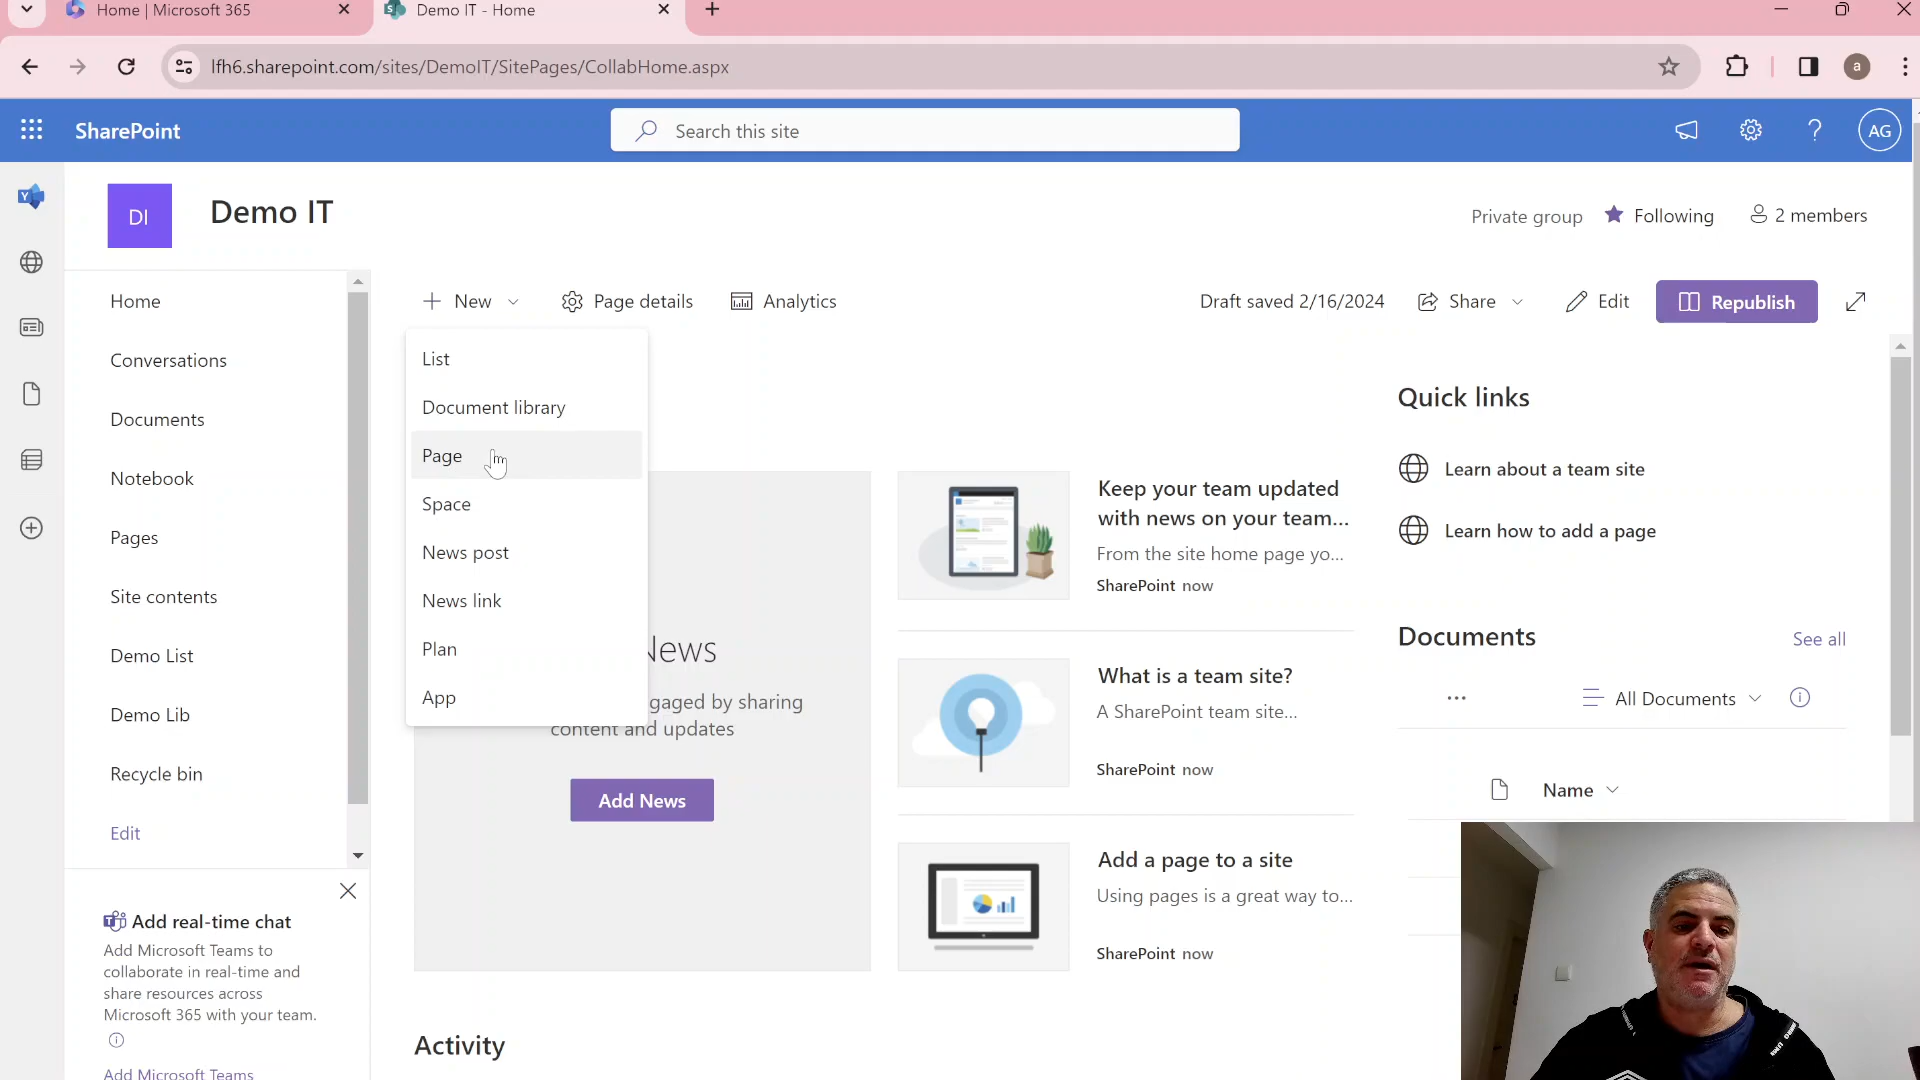 Home | Microsoft 365
Demo IT - Home
lfh6.sharepoint.com/sites/DemoIT/SitePages/CollabHome.aspx
a
SharePoint
Search this site
AG
DI
Demo IT
Private group
Following
2 members
Home
Conversations
Documents
Notebook
Pages
Site contents
Demo List
Demo Lib
Recycle bin
Edit
Add real-time chat
Add Microsoft Teams to
collaborate in real-time and
share resources across
Microsoft 365 with your team.
Add Microsoft Teams
New
Page details
Analytics
Draft saved 2/16/2024
Share
Edit
Republish
List
Document library
Page
Space
News post
News link
Plan
App
News
gaged by sharing
content and updates
Add News
Keep your team updated
with news on your team...
From the site home page yo...
SharePoint now
What is a team site?
A SharePoint team site...
SharePoint now
Add a page to a site
Using pages is a great way to...
SharePoint now
Quick links
Learn about a team site
Learn how to add a page
Documents
See all
All Documents
Name
Activity